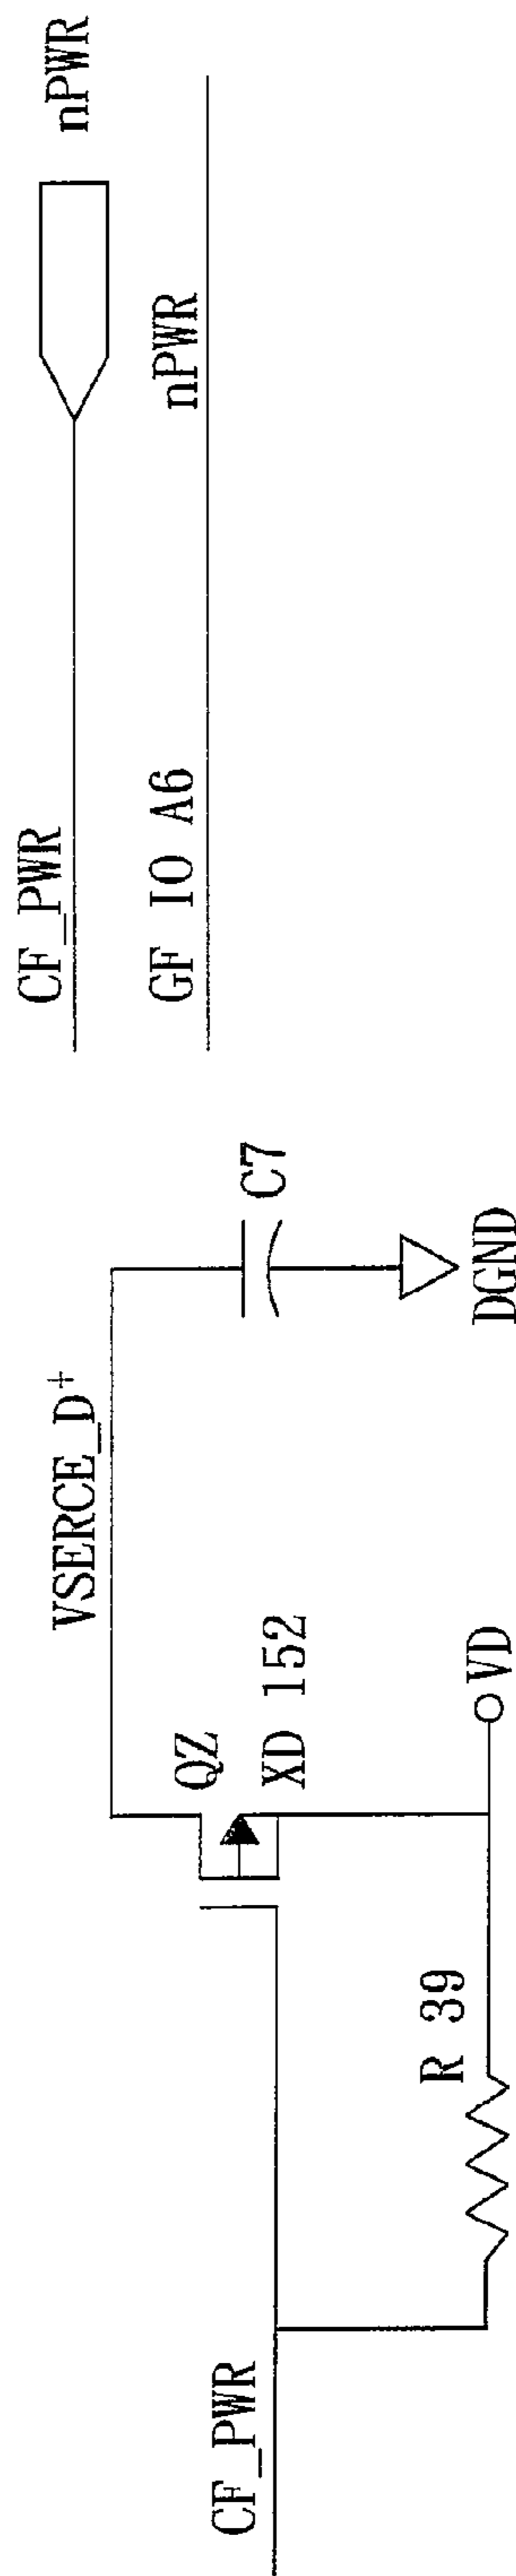 CF_PWR
R 39
VD
QZ
XD 152
VSERCE_D+
C7
DGND
CF_PWR
nPWR
GF IO A6
nPWR